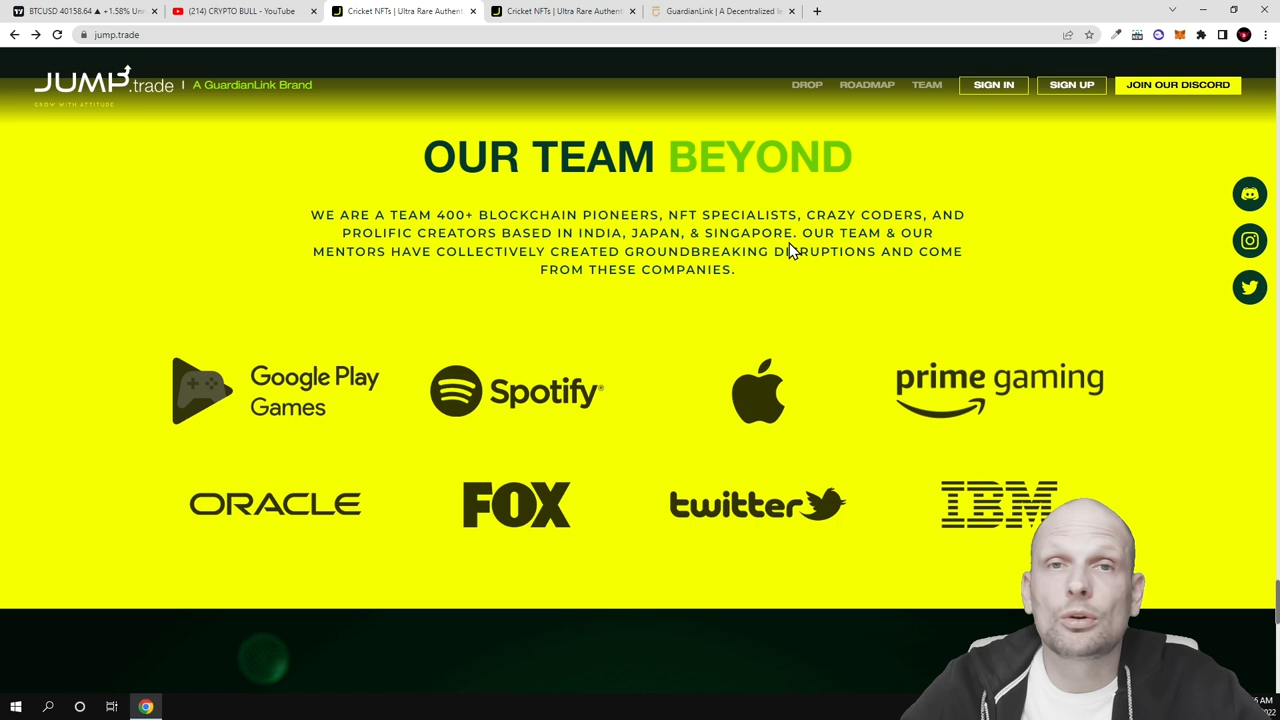 BTCUSD 40158.64 ▲ +1.58% Un
(214) CRYPTO BULL - YouTube
Cricket NFTs | Ultra Rare Authent
Cricket NFTs | Ultra Rare Authent
GuardianLink | A Decentralized le
jump.trade
JUMP.trade | A GuardianLink Brand
GROW WITH ATTITUDE
DROP ROADMAP TEAM SIGN IN SIGN UP JOIN OUR DISCORD
OUR TEAM BEYOND
WE ARE A TEAM 400+ BLOCKCHAIN PIONEERS, NFT SPECIALISTS, CRAZY CODERS, AND
PROLIFIC CREATORS BASED IN INDIA, JAPAN, & SINGAPORE. OUR TEAM & OUR
MENTORS HAVE COLLECTIVELY CREATED GROUNDBREAKING DISRUPTIONS AND COME
FROM THESE COMPANIES.
Google Play
Games
Spotify®
prime gaming
ORACLE
FOX
twitter
IBM